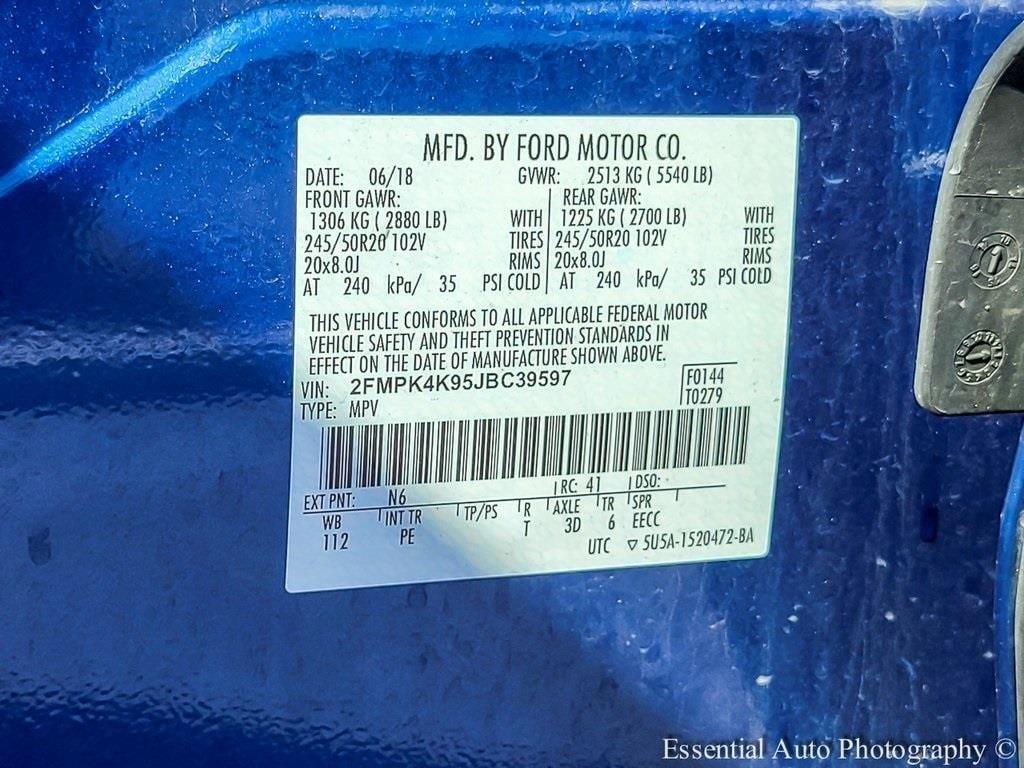 MFD. BY FORD MOTOR CO.
DATE: 06/18 GVWR: 2513 KG ( 5540 LB)
FRONT GAWR: REAR GAWR:
1306 KG ( 2880 LB) WITH 1225 KG ( 2700 LB) WITH
245/50R20 102V TIRES 245/50R20 102V TIRES
20x8.0J RIMS 20x8.0J RIMS
AT 240 kPa/ 35 PSI COLD AT 240 kPa/ 35 PSI COLD
THIS VEHICLE CONFORMS TO ALL APPLICABLE FEDERAL MOTOR
VEHICLE SAFETY AND THEFT PREVENTION STANDARDS IN
EFFECT ON THE DATE OF MANUFACTURE SHOWN ABOVE.
VIN: 2FMPK4K95JBC39597 F0144
TYPE: MPV T0279
EXT PNT: N6 RC: 41 DSO:
WB INT TR TP/PS R AXLE TR SPR
112 PE T 3D 6 EECC
UTC ▽ 5U5A-1520472-BA
Essential Auto Photography ©